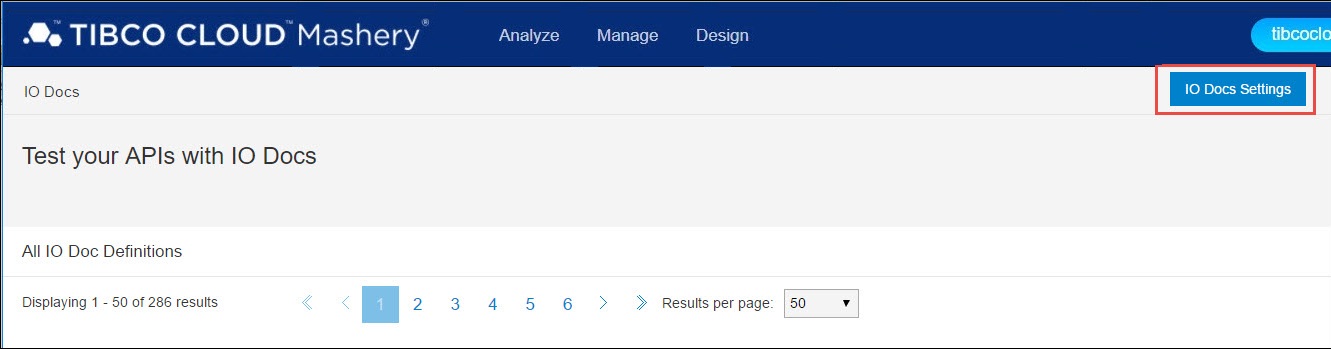 TIBCO CLOUD™ Mashery® Analyze Manage Design tibcoclo
IO Docs IO Docs Settings
Test your APIs with IO Docs
All IO Doc Definitions
Displaying 1 - 50 of 286 results « < 1 2 3 4 5 6 > » Results per page: 50 ▼